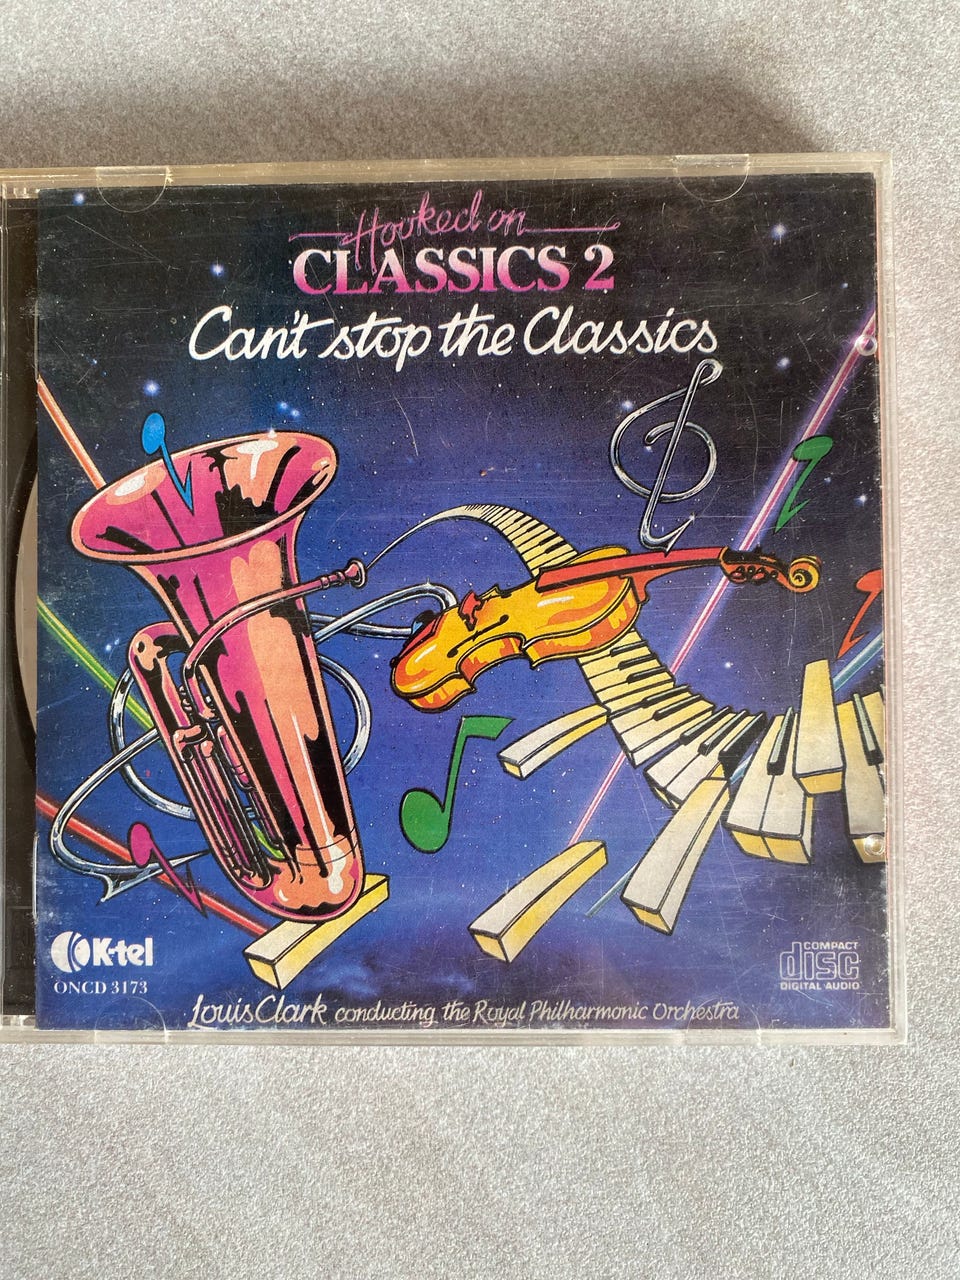 Hooked on
CLASSICS 2
Can't stop the Classics
K-tel
ONCD 3173
COMPACT
disc
DIGITAL AUDIO
Louis Clark conducting the Royal Philharmonic Orchestra